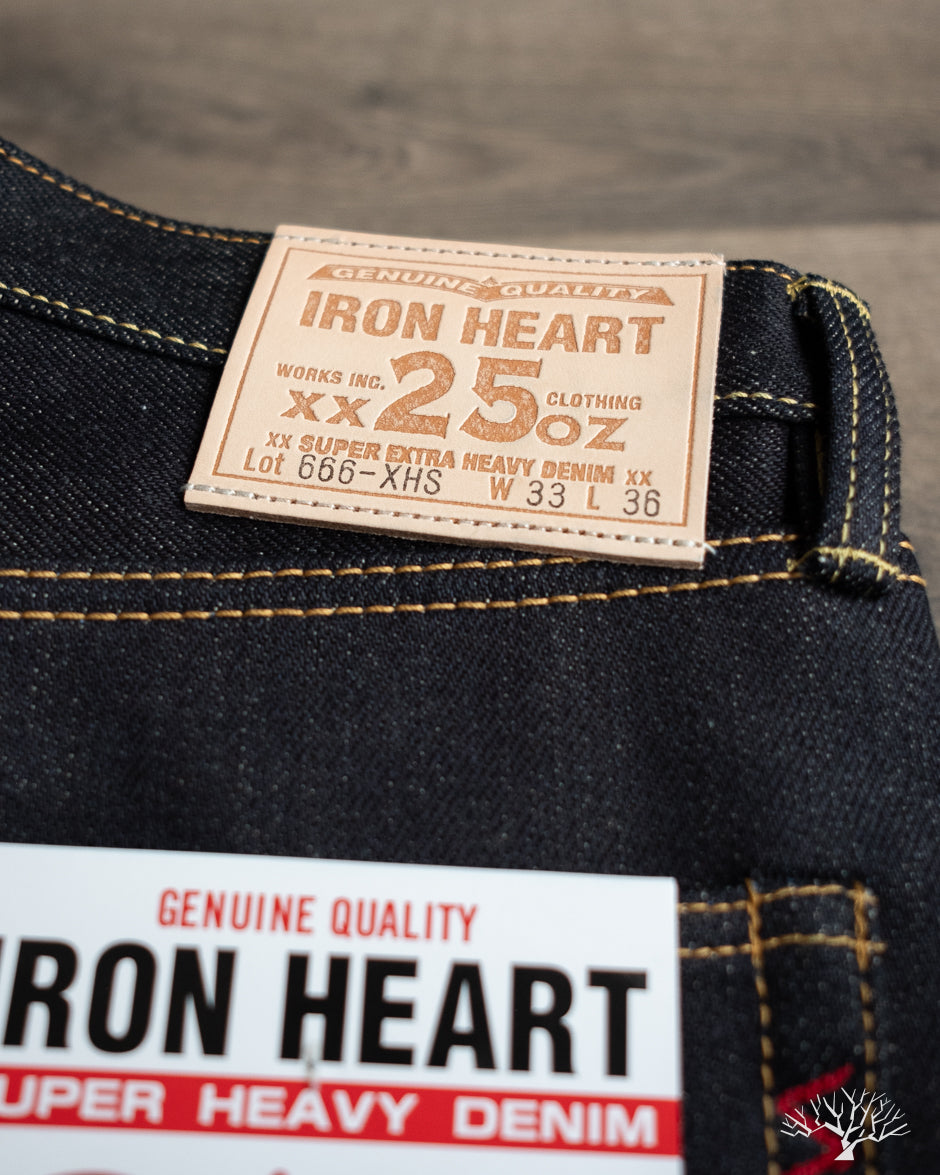 GENUINE QUALITY
IRON HEART
WORKS INC. 25 CLOTHING
XX OZ
XX SUPER EXTRA HEAVY DENIM XX
Lot 666-XHS W 33 L 36
GENUINE QUALITY
IRON HEART
SUPER HEAVY DENIM